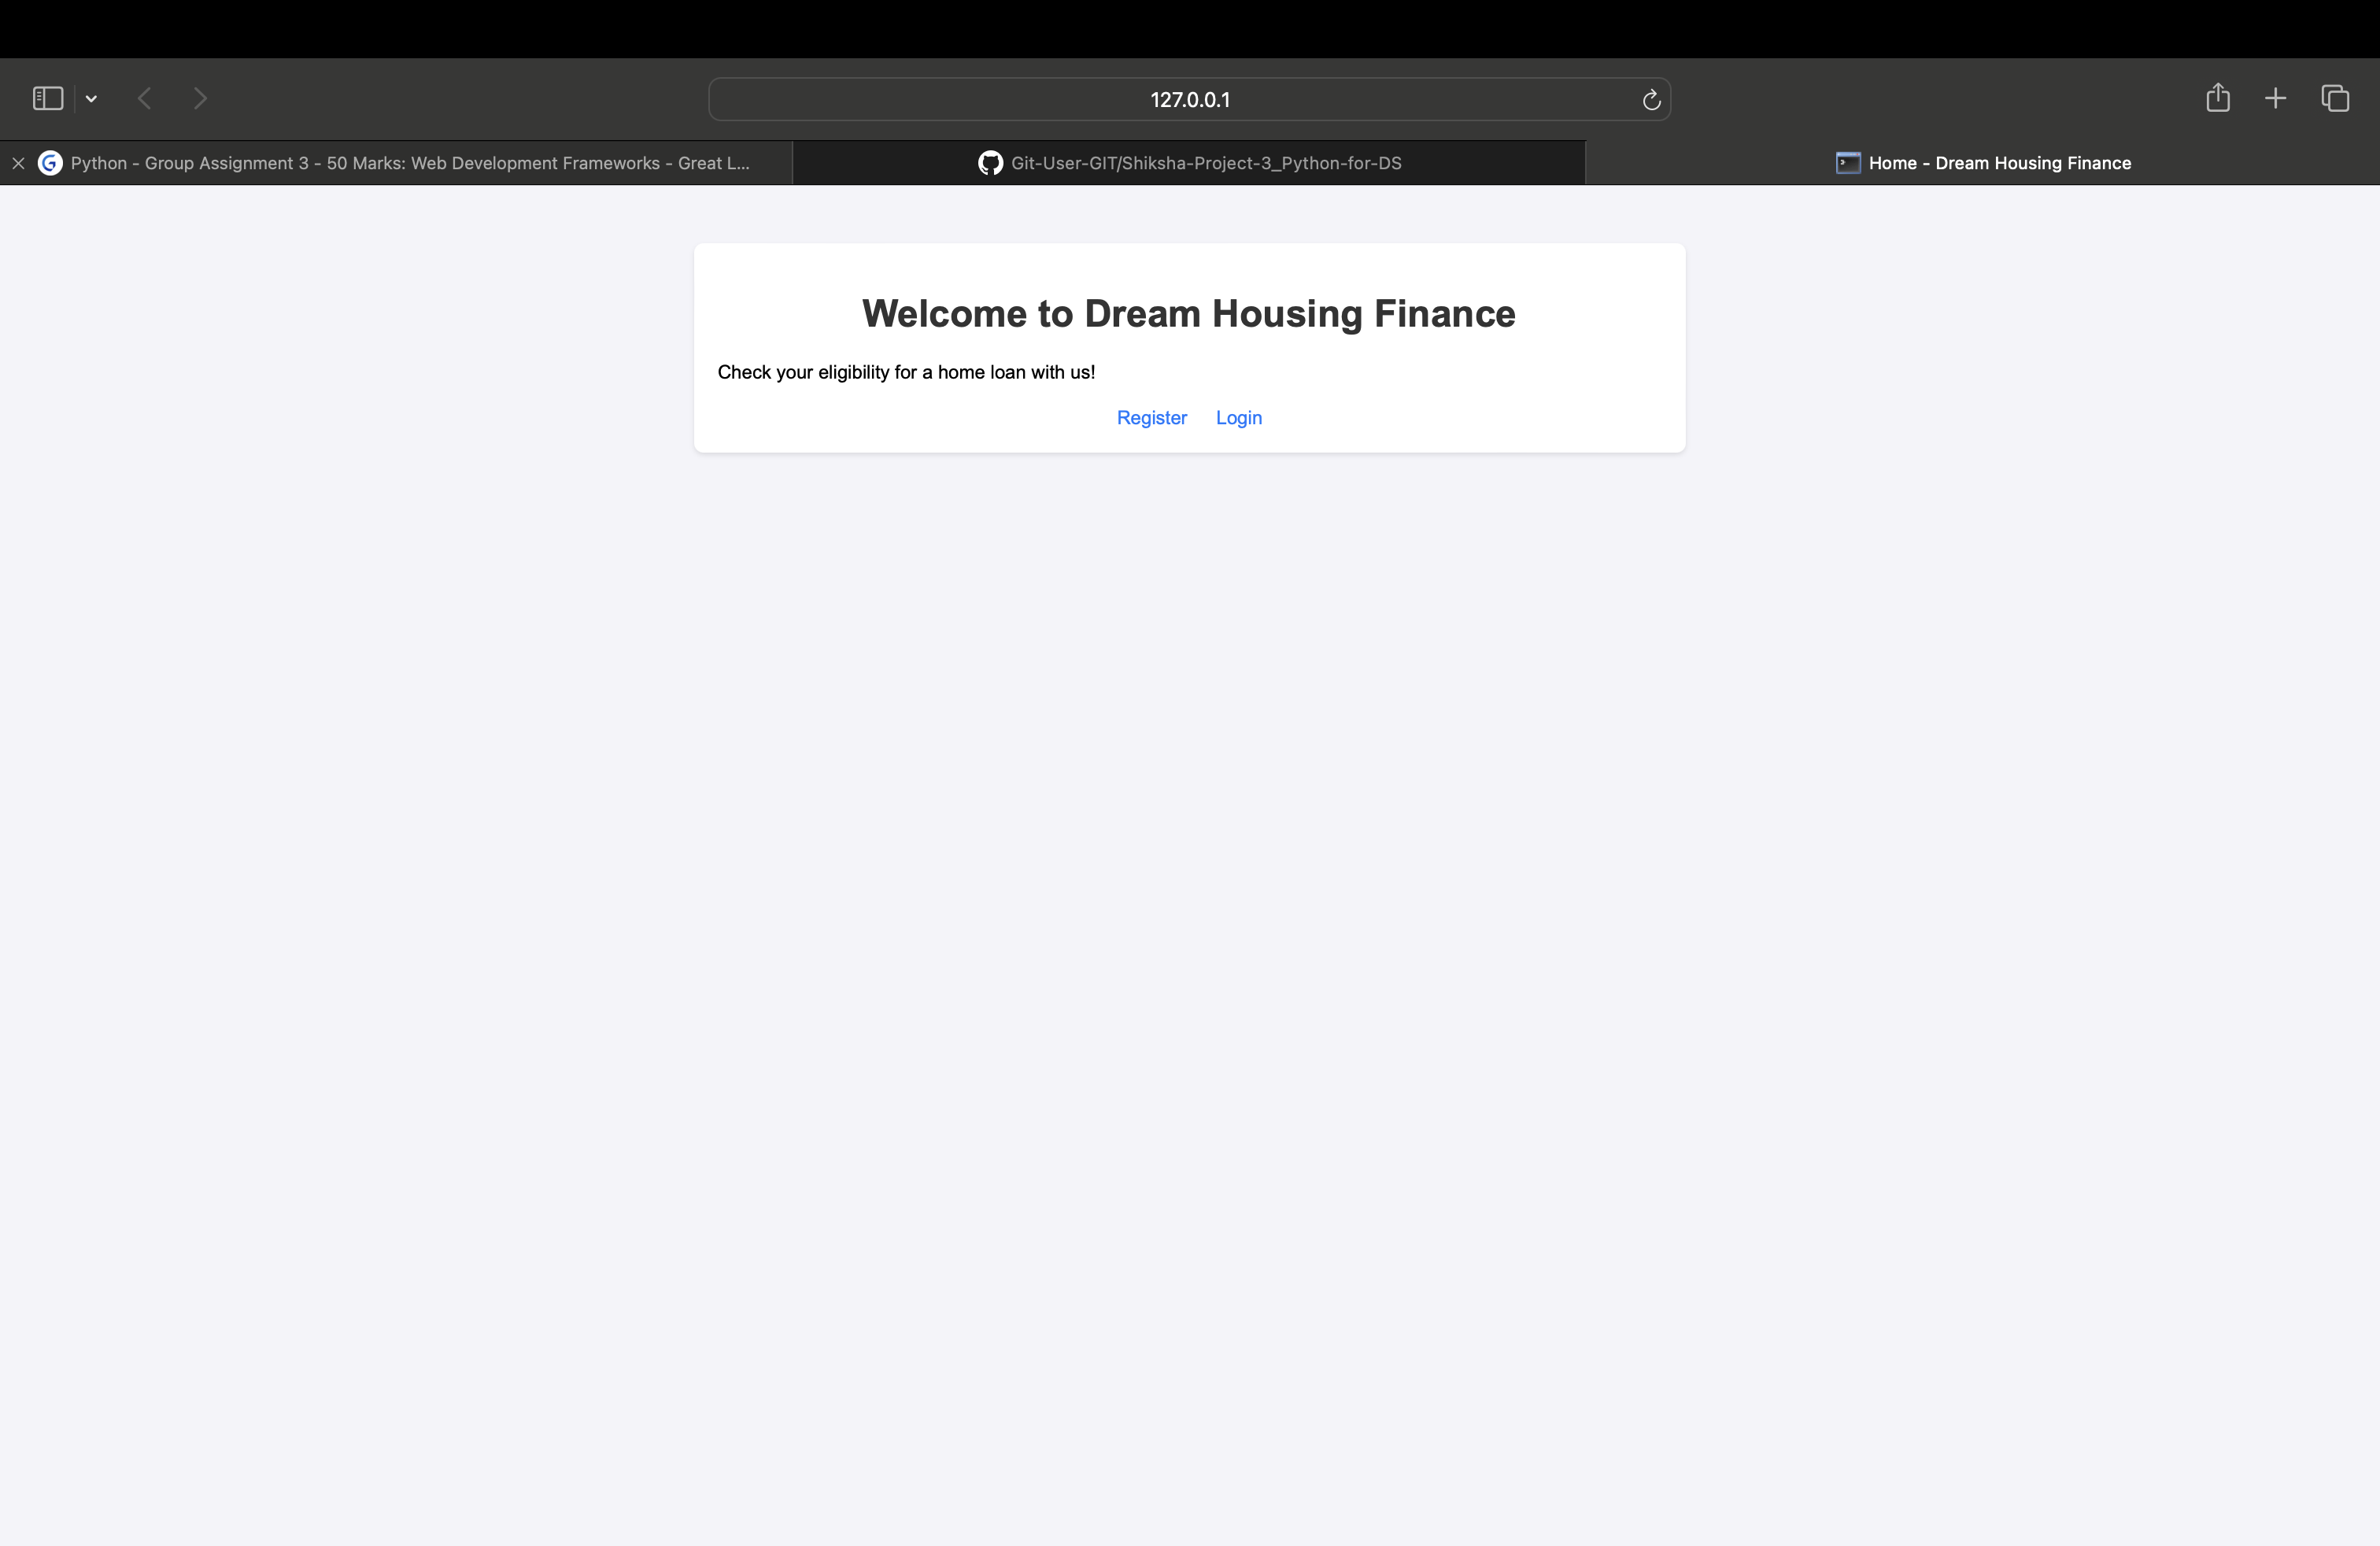 127.0.0.1
Python - Group Assignment 3 - 50 Marks: Web Development Frameworks - Great L...
Git-User-GIT/Shiksha-Project-3_Python-for-DS
Home - Dream Housing Finance
Welcome to Dream Housing Finance
Check your eligibility for a home loan with us!
Register Login